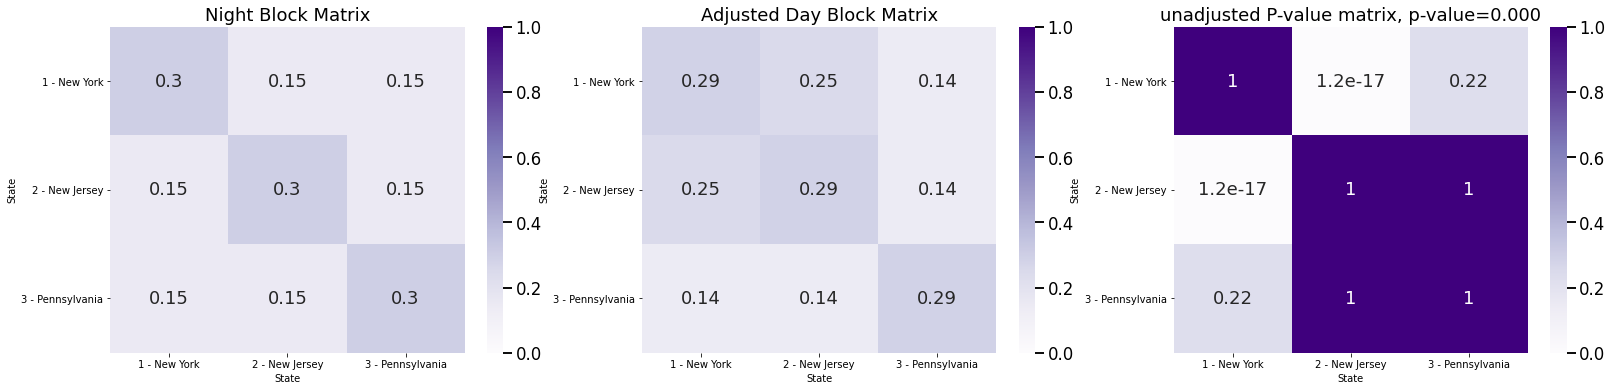 Night Block Matrix
1 - New York
2 - New Jersey
3 - Pennsylvania
State
0.3 0.15 0.15
0.15 0.3 0.15
0.15 0.15 0.3
1 - New York 2 - New Jersey 3 - Pennsylvania
State
1.0
0.8
0.6
0.4
0.2
0.0
Adjusted Day Block Matrix
1 - New York
2 - New Jersey
3 - Pennsylvania
State
0.29 0.25 0.14
0.25 0.29 0.14
0.14 0.14 0.29
1 - New York 2 - New Jersey 3 - Pennsylvania
State
1.0
0.8
0.6
0.4
0.2
0.0
unadjusted P-value matrix, p-value=0.000
1 - New York
2 - New Jersey
3 - Pennsylvania
State
1 1.2e-17 0.22
1.2e-17 1 1
0.22 1 1
1 - New York 2 - New Jersey 3 - Pennsylvania
State
1.0
0.8
0.6
0.4
0.2
0.0